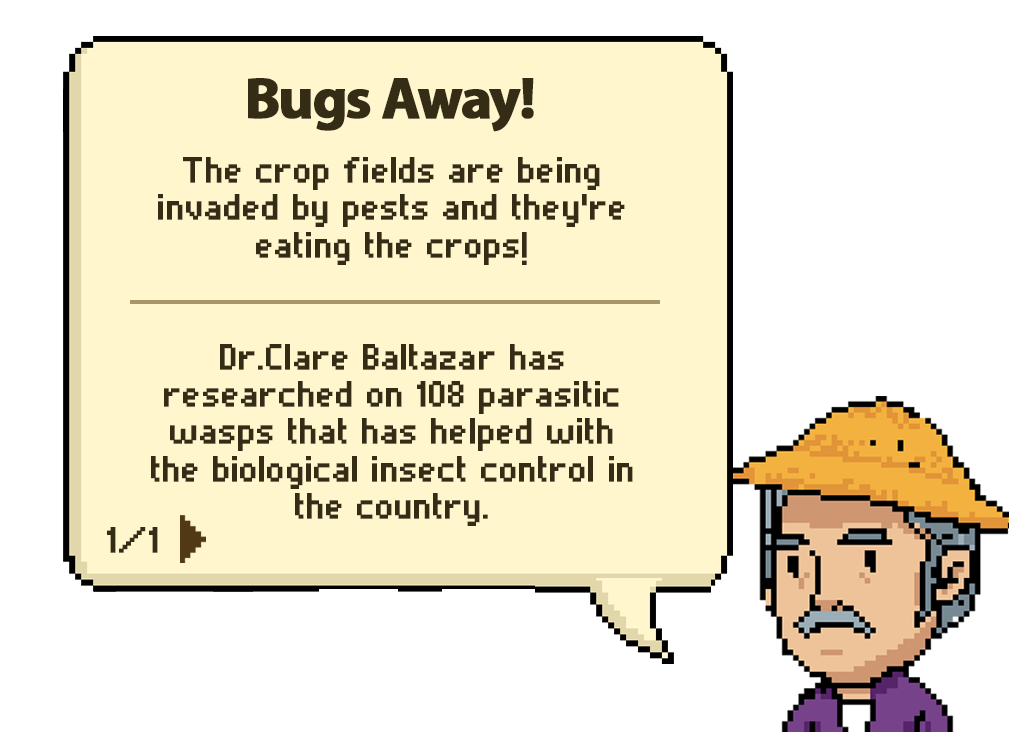 Bugs Away!
The crop fields are being
invaded by pests and they're
eating the crops!
Dr.Clare Baltazar has
researched on 108 parasitic
wasps that has helped with
the biological insect control in
the country.
1/1